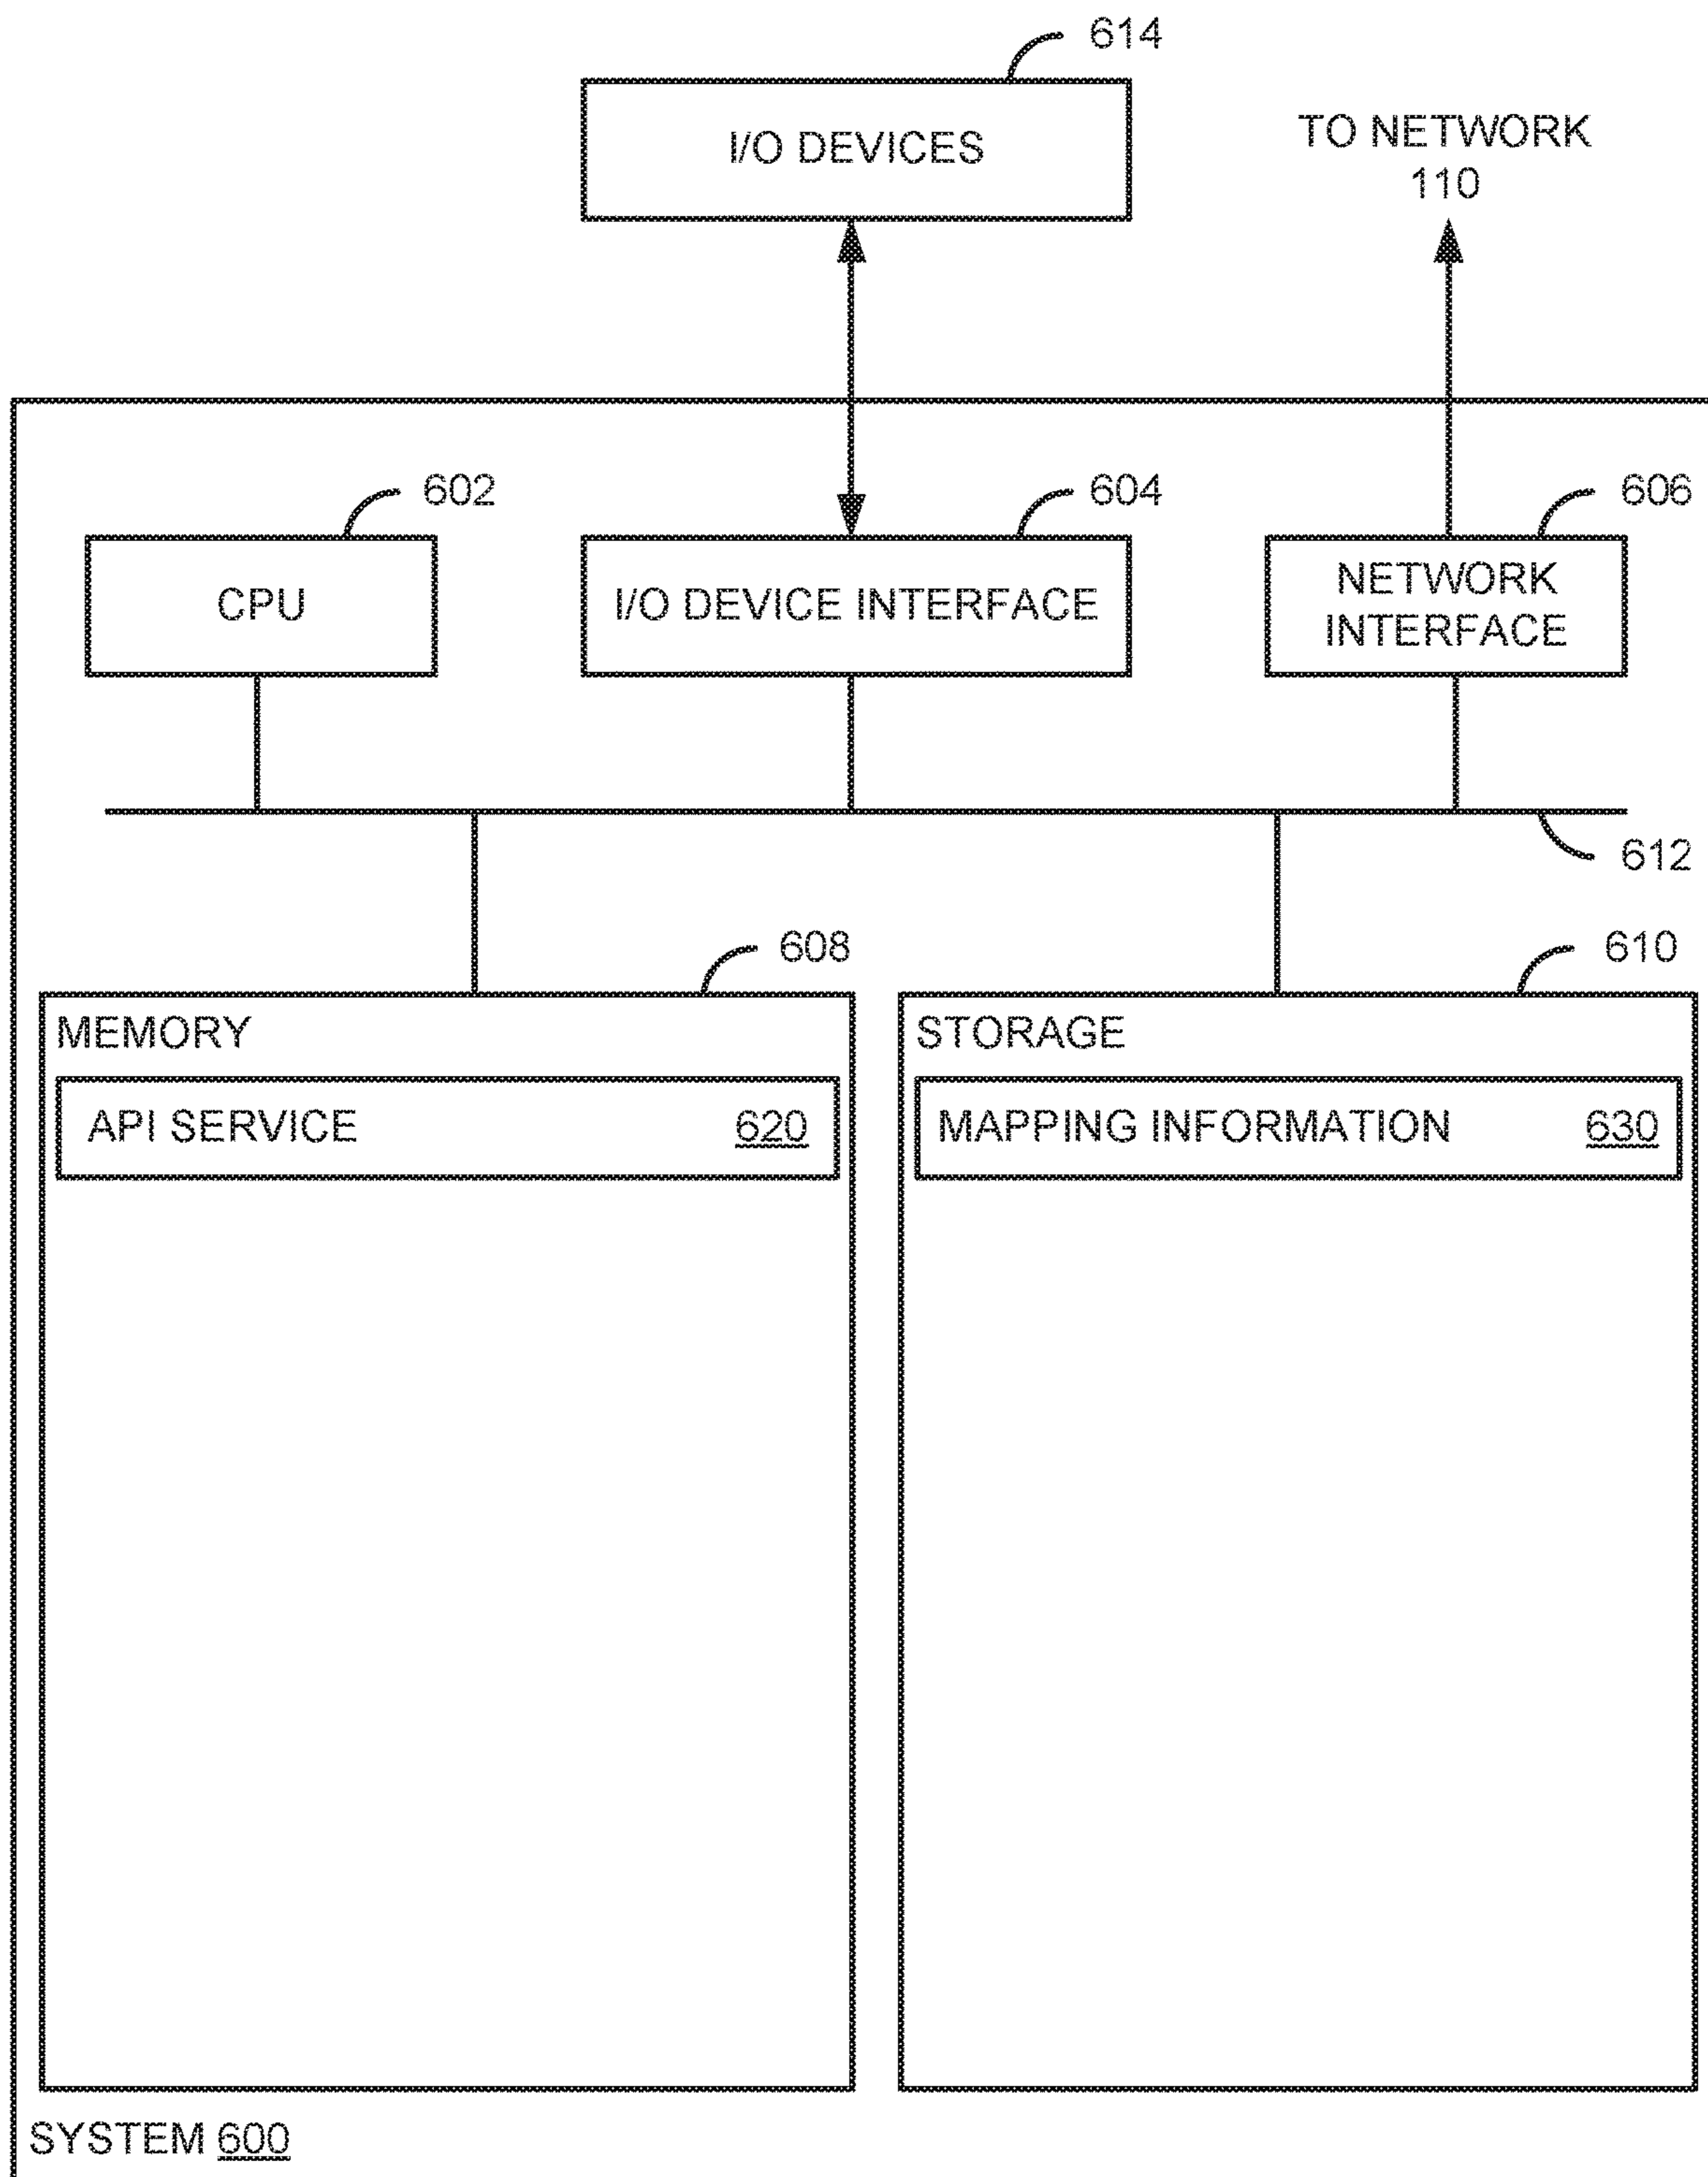 614
I/O DEVICES
TO NETWORK
110
602
604
606
CPU
I/O DEVICE INTERFACE
NETWORK
INTERFACE
612
608
610
MEMORY
STORAGE
API SERVICE 620
MAPPING INFORMATION 630
SYSTEM 600